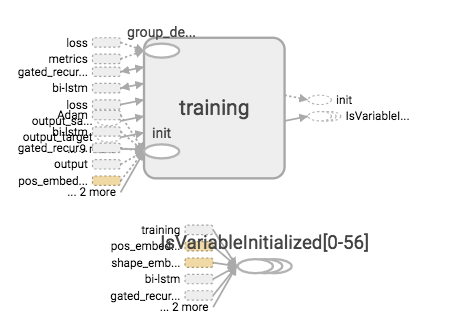 group_de...
loss
metrics
gated_recur...
bi-lstm
loss
Adam
output_sa...
bi-lstm
output_target
gated_recur...
output
pos_embed...
... 2 more
training
init
init
IsVariableI...
training
IsVariableInitialized[0-56]
pos_embed...
shape_emb...
bi-lstm
gated_recur...
... 2 more